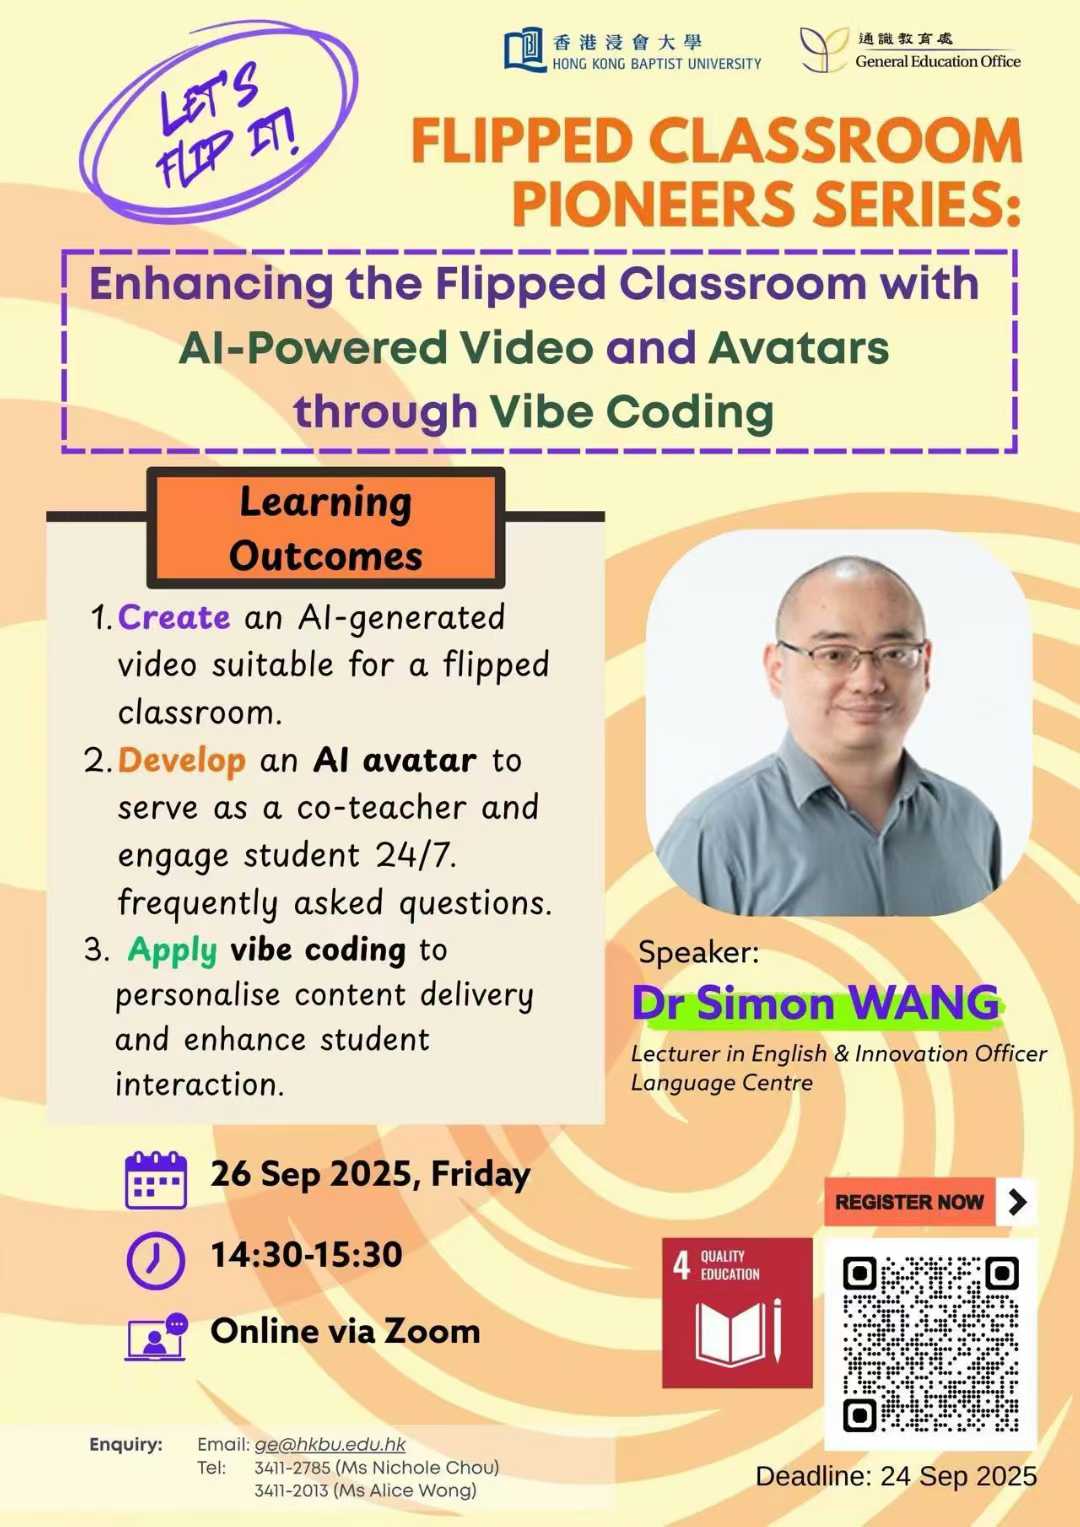 LET'S
FLIP IT!
香港浸會大學
HONG KONG BAPTIST UNIVERSITY
通識教育處
General Education Office
FLIPPED CLASSROOM
PIONEERS SERIES:
Enhancing the Flipped Classroom with
AI-Powered Video and Avatars
through Vibe Coding
Learning
Outcomes
1. Create an AI-generated
video suitable for a flipped
classroom.
2. Develop an AI avatar to
serve as a co-teacher and
engage student 24/7.
frequently asked questions.
3. Apply vibe coding to
personalise content delivery
and enhance student
interaction.
Speaker:
Dr Simon WANG
Lecturer in English & Innovation Officer
Language Centre
26 Sep 2025, Friday
14:30-15:30
Online via Zoom
REGISTER NOW
4 QUALITY
EDUCATION
Enquiry: Email: ge@hkbu.edu.hk
Tel: 3411-2785 (Ms Nichole Chou)
3411-2013 (Ms Alice Wong)
Deadline: 24 Sep 2025